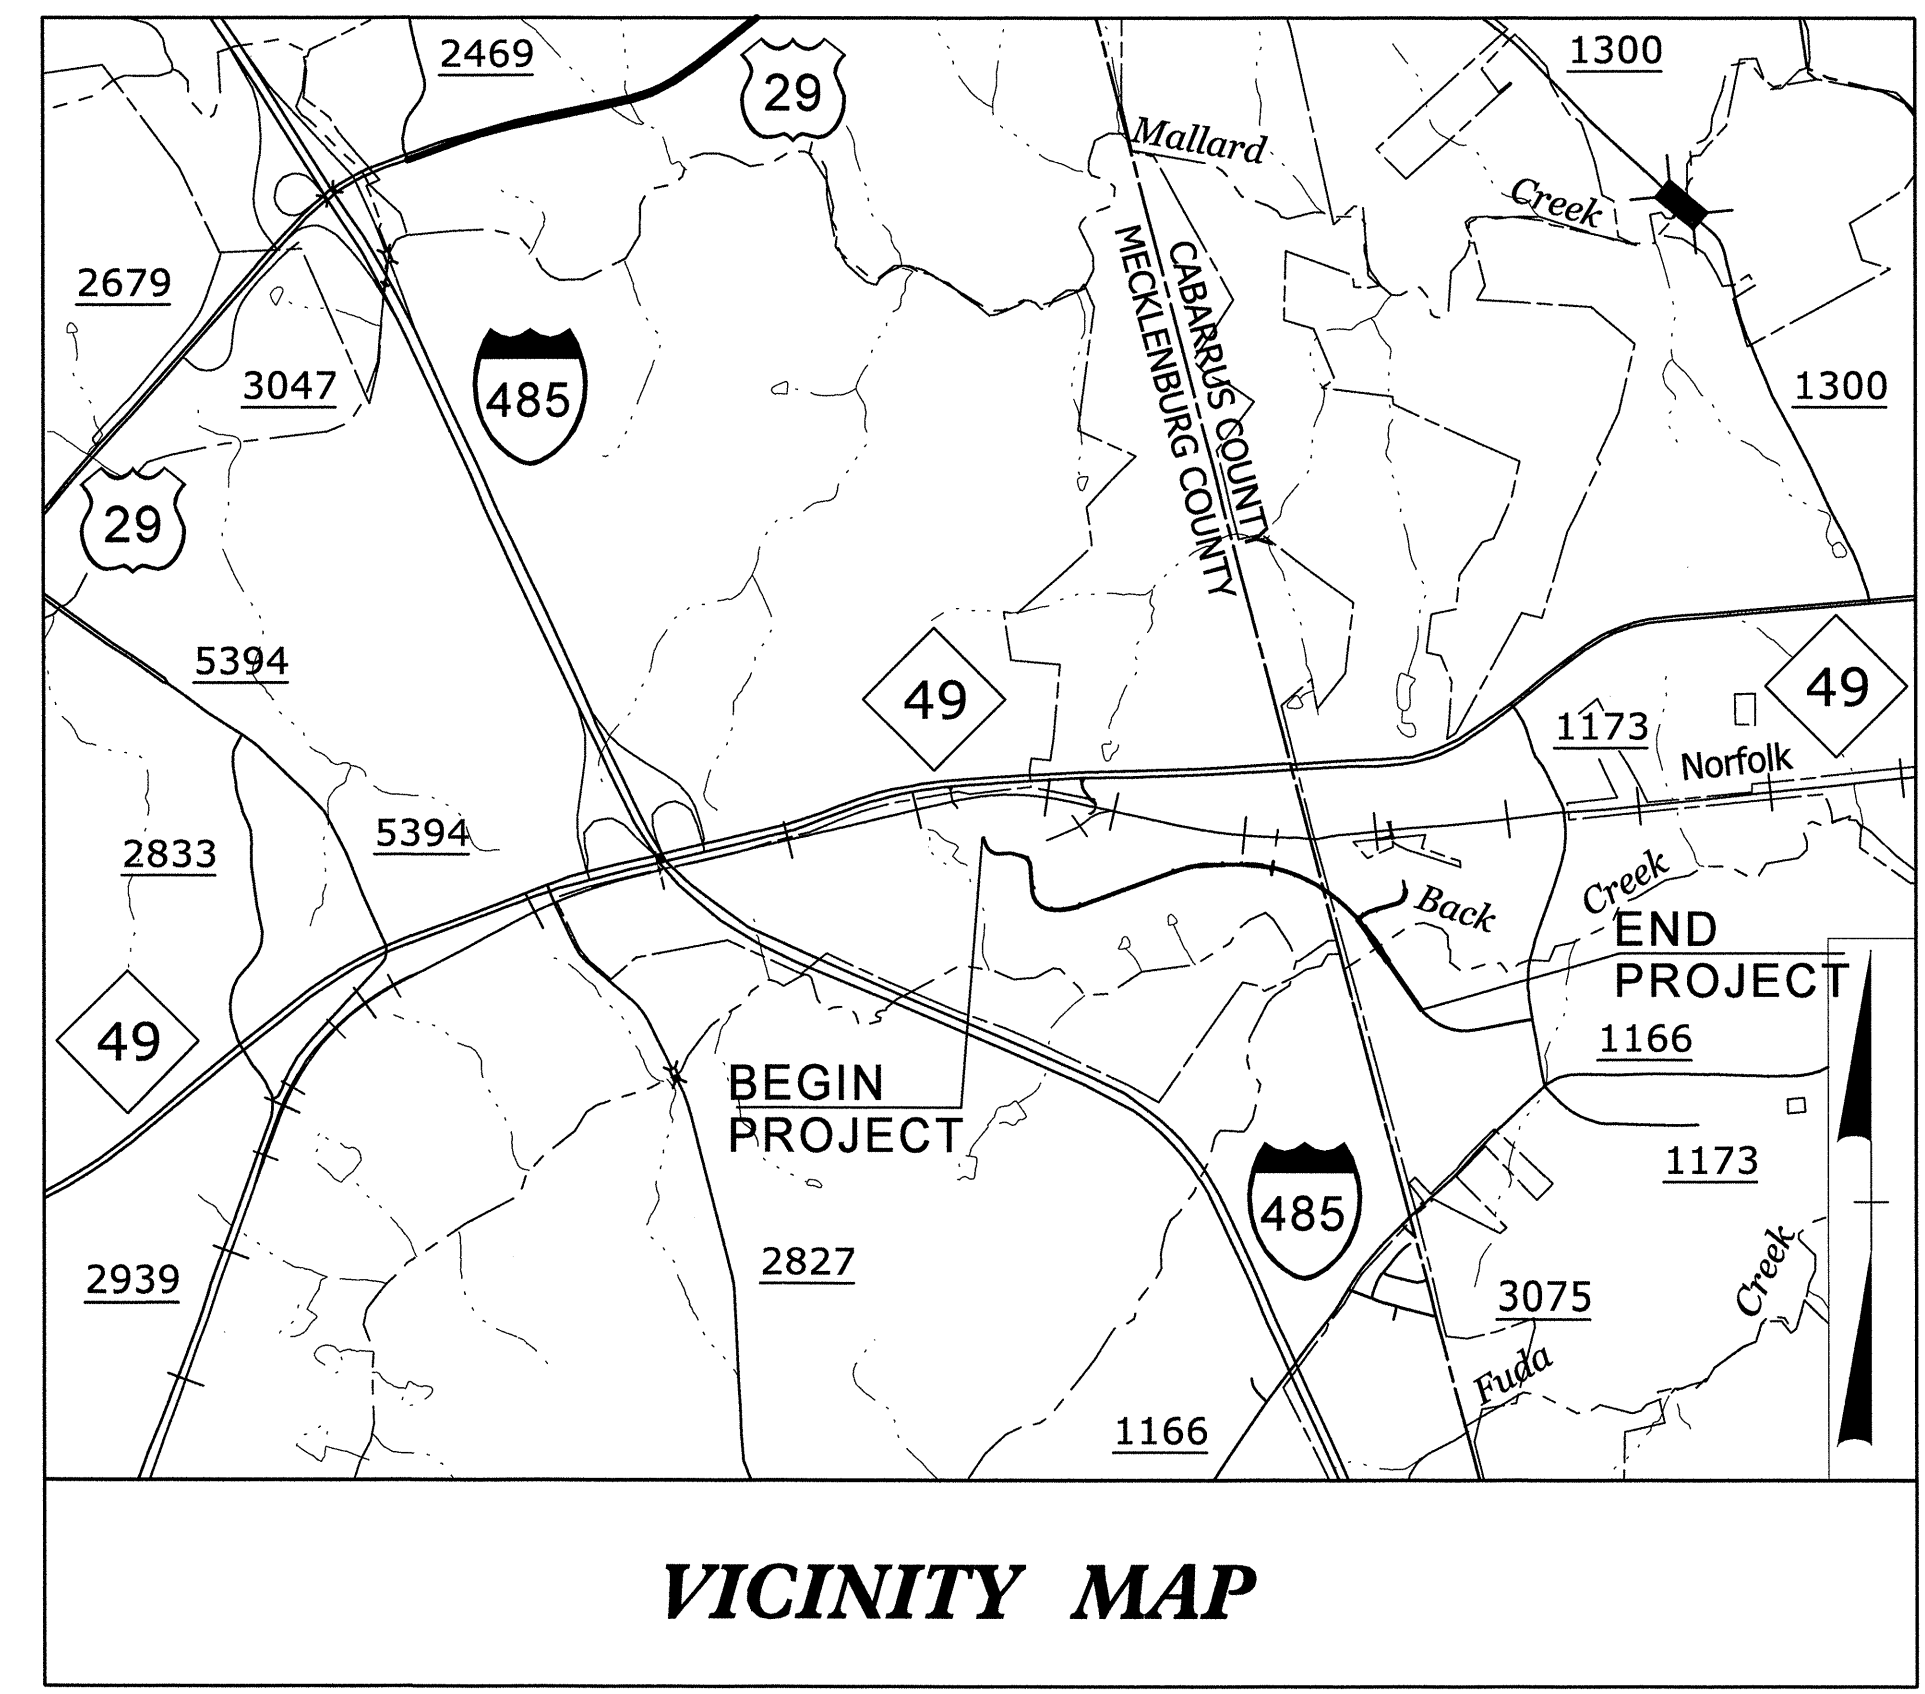 2469
29
1300
Mallard
Creek
2679
CABARRUS COUNTY
MECKLENBURG COUNTY
3047
485
1300
29
5394
49
49
1173
Norfolk
2833
5394
Back
Creek
END
PROJECT
49
1166
BEGIN
PROJECT
485
1173
2939
2827
3075
Creek
Fuda
1166
VICINITY MAP